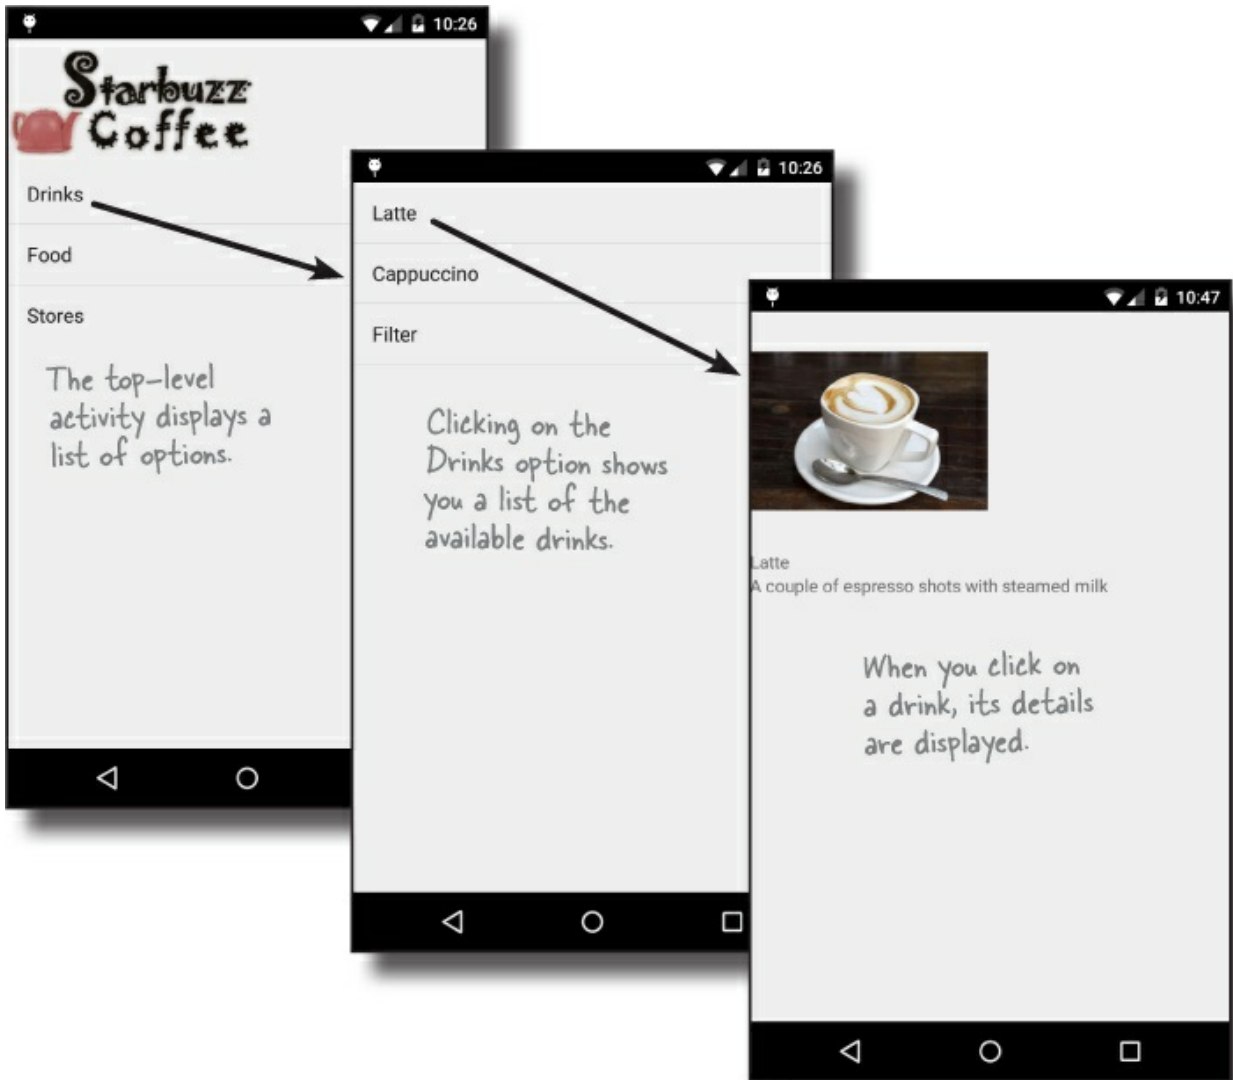 10:26
Starbuzz
Coffee
Drinks
Food
Stores
The top-level
activity displays a
list of options.
10:26
Latte
Cappuccino
Filter
Clicking on the
Drinks option shows
you a list of the
available drinks.
10:47
Latte
A couple of espresso shots with steamed milk
When you click on
a drink, its details
are displayed.